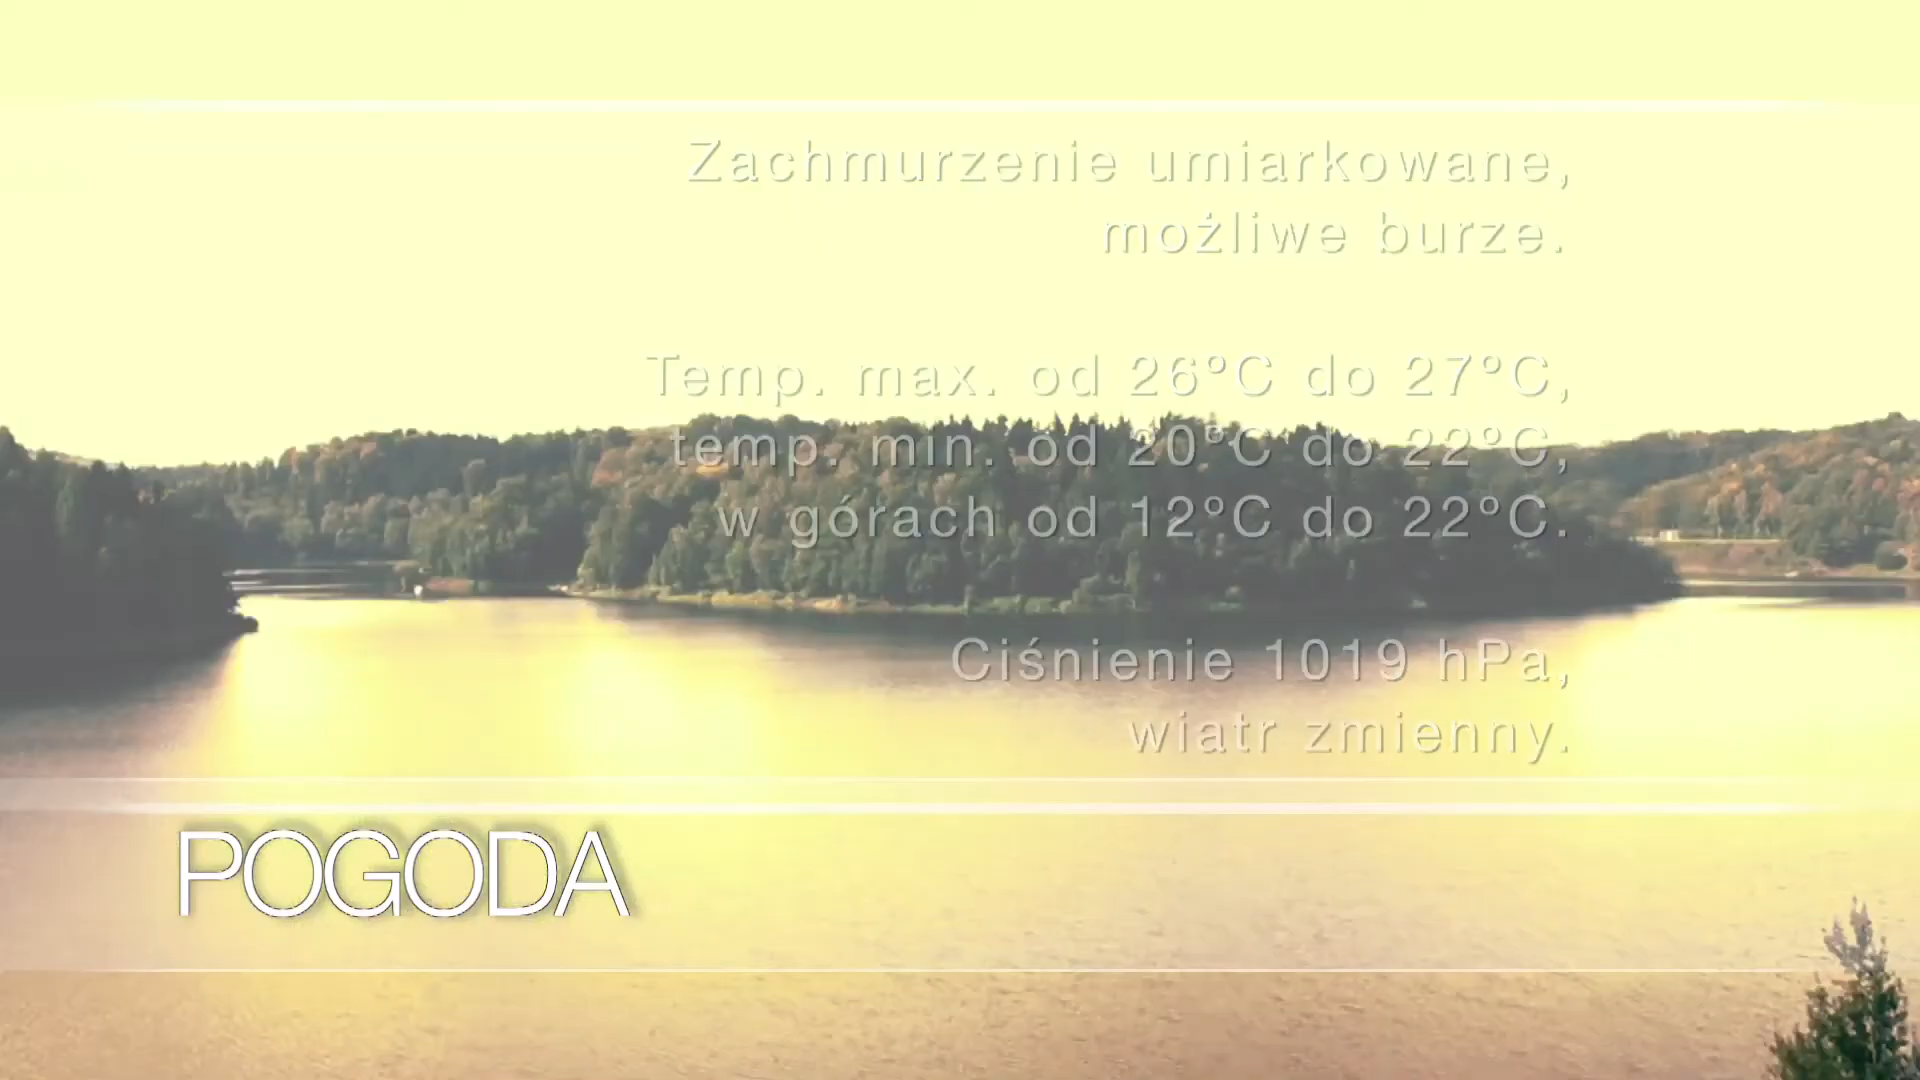 Zachmurzenie umiarkowane,
możliwe burze.
Temp. max. od 26°C do 27°C,
temp. min. od 20°C do 22°C,
w górach od 12°C do 22°C.
Ciśnienie 1019 hPa,
wiatr zmienny.
POGODA